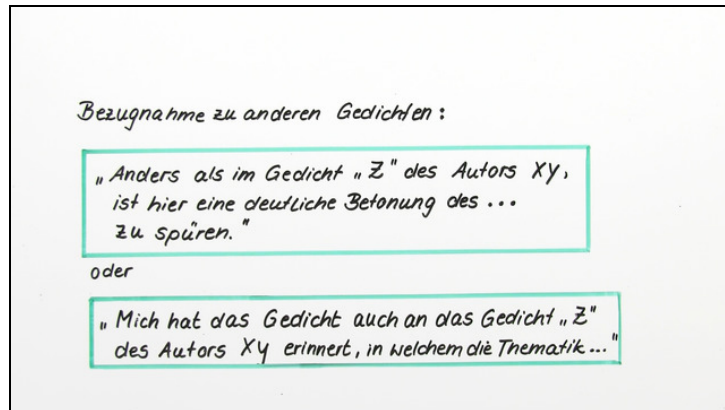 Bezugnahme zu anderen Gedichten:
„Anders als im Gedicht „Z" des Autors Xy,
ist hier eine deutliche Betonung des ...
zu spüren."
oder
„Mich hat das Gedicht auch an das Gedicht „Z"
des Autors Xy erinnert, in welchem die Thematik..."